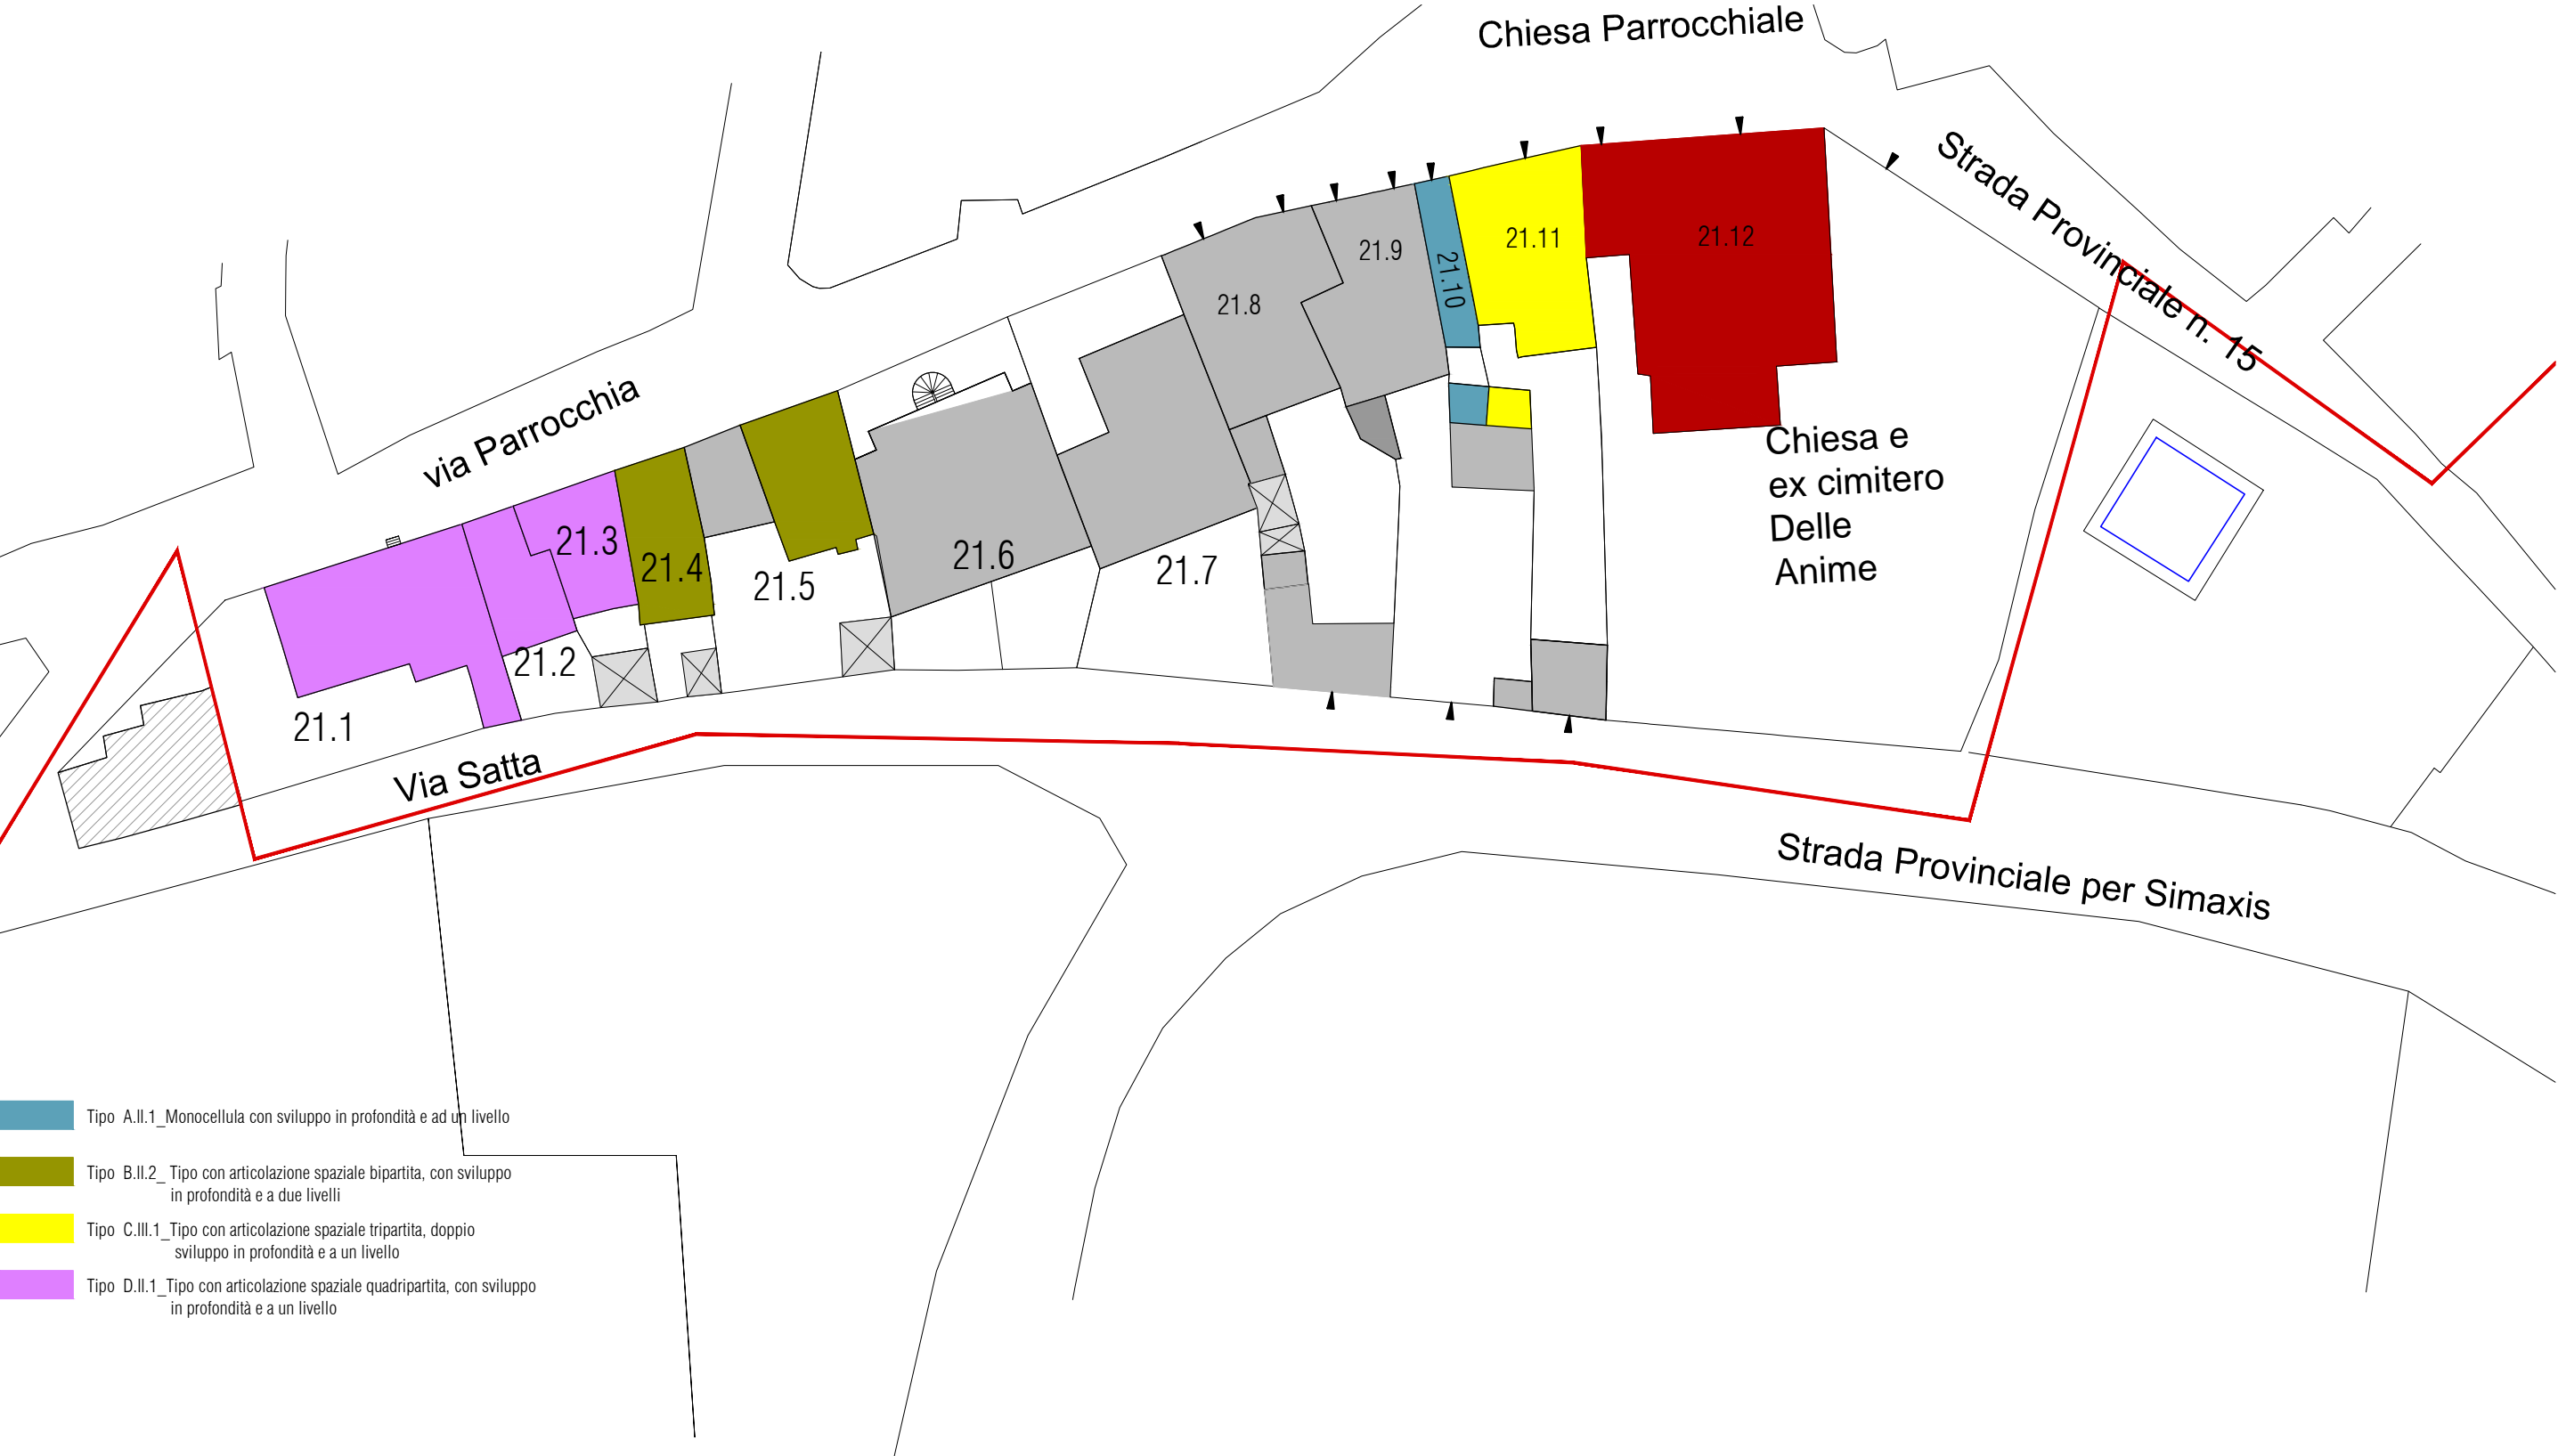 Chiesa Parrocchiale
Strada Provinciale n. 15
via Parrocchia
21.12
21.11
21.10
21.9
21.8
21.7
21.6
21.5
21.4
21.3
21.2
21.1
Chiesa e
ex cimitero
Delle
Anime
Via Satta
Strada Provinciale per Simaxis
Tipo A.II.1_Monocellula con sviluppo in profondità e ad un livello
Tipo B.II.2_ Tipo con articolazione spaziale bipartita, con sviluppo
in profondità e a due livelli
Tipo C.III.1_Tipo con articolazione spaziale tripartita, doppio
sviluppo in profondità e a un livello
Tipo D.II.1_Tipo con articolazione spaziale quadripartita, con sviluppo
in profondità e a un livello